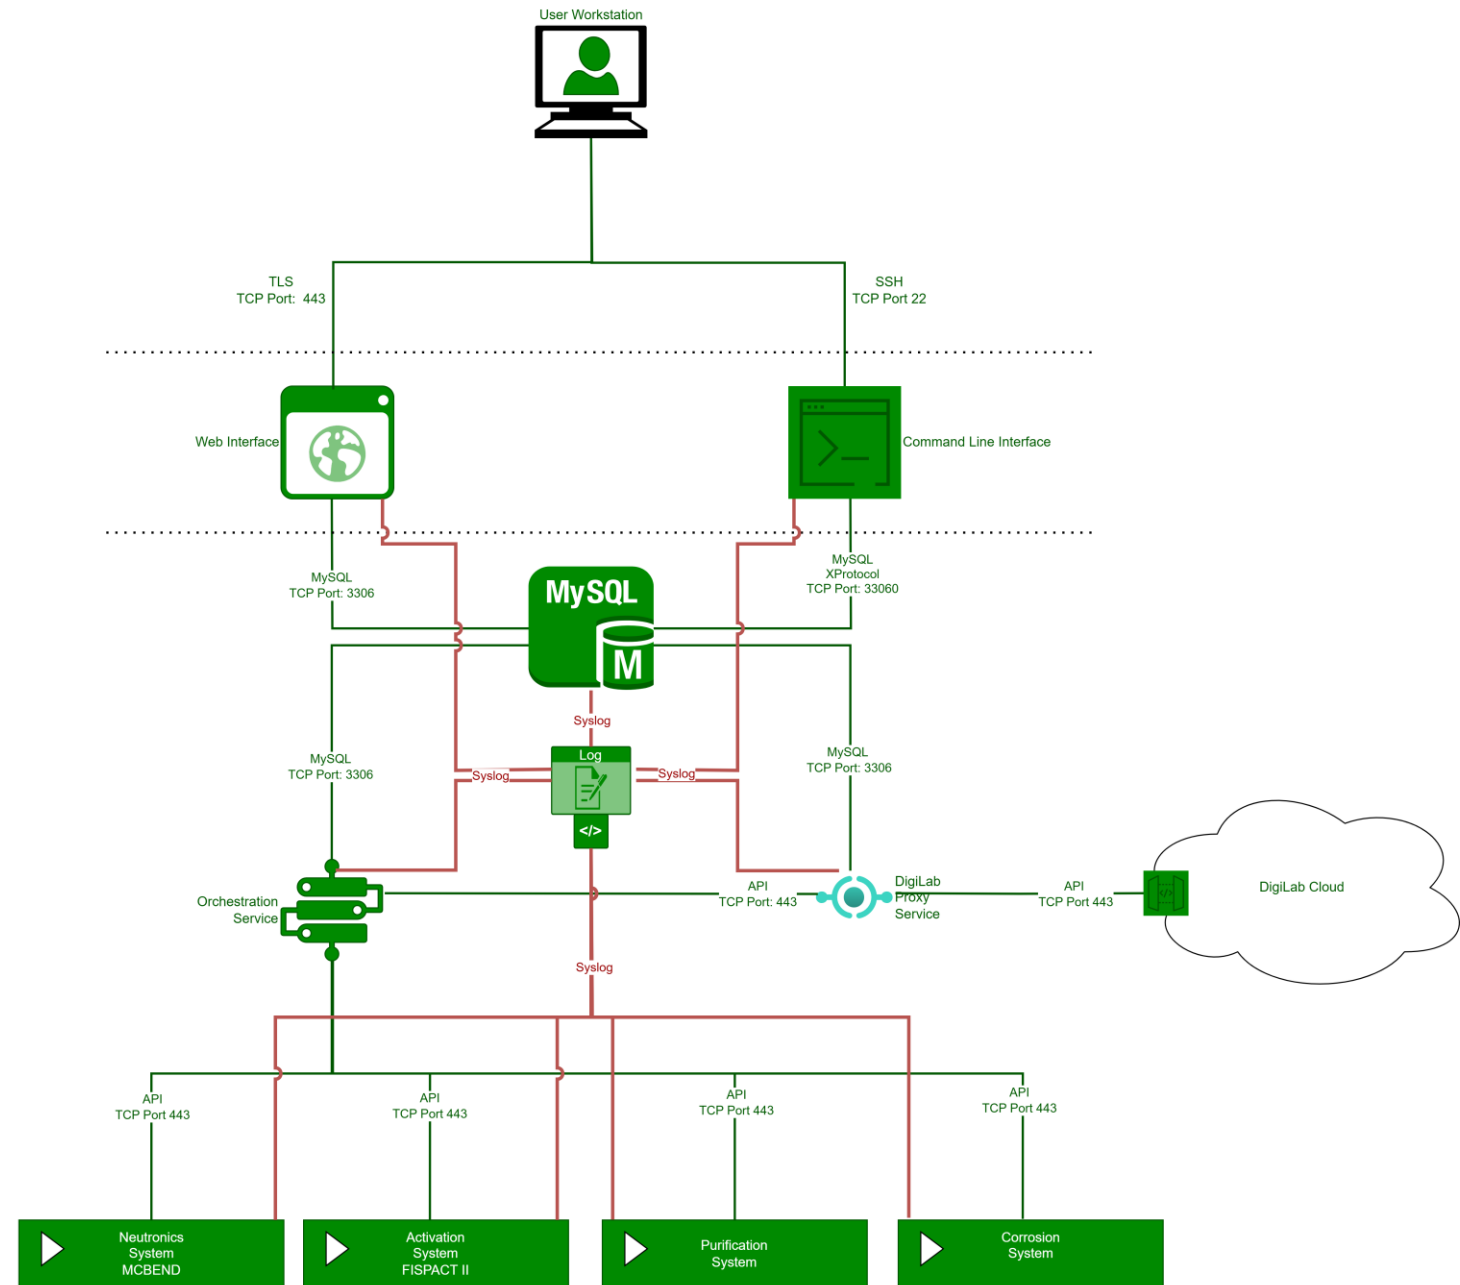 User Workstation
TLS
TCP Port:  443
SSH
TCP Port 22
Web Interface
Command Line Interface
MySQL
TCP Port: 3306
MySQL
XProtocol
TCP Port: 33060
MySQL
M
Syslog
Log
MySQL
TCP Port: 3306
Syslog
Syslog
MySQL
TCP Port: 3306
</>
Orchestration
Service
API
TCP Port: 443
DigiLab
Proxy
Service
API
TCP Port 443
</>
DigiLab Cloud
Syslog
API
TCP Port 443
API
TCP Port 443
API
TCP Port 443
API
TCP Port 443
Neutronics
System
MCBEND
Activation
System
FISPACT II
Purification
System
Corrosion
System